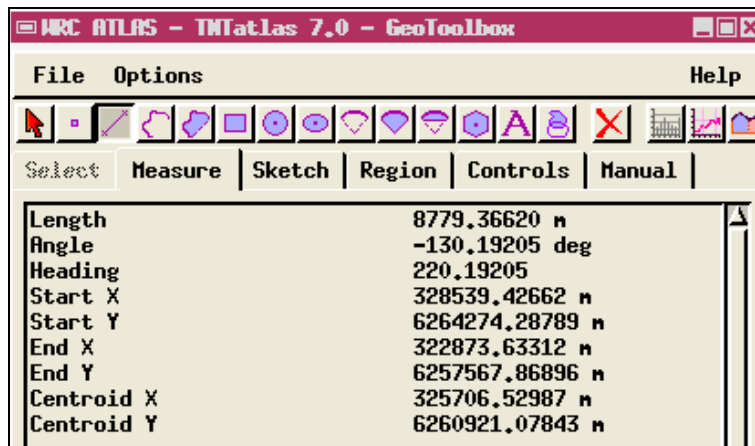 WRC ATLAS - TNTatlas 7.0 - GeoToolbox
File Options Help
A
Select Measure Sketch Region Controls Manual
Length 8779.36620 m
Angle -130.19205 deg
Heading 220.19205
Start X 328539.42662 m
Start Y 6264274.28789 m
End X 322873.63312 m
End Y 6257567.86896 m
Centroid X 325706.52987 m
Centroid Y 6260921.07843 m